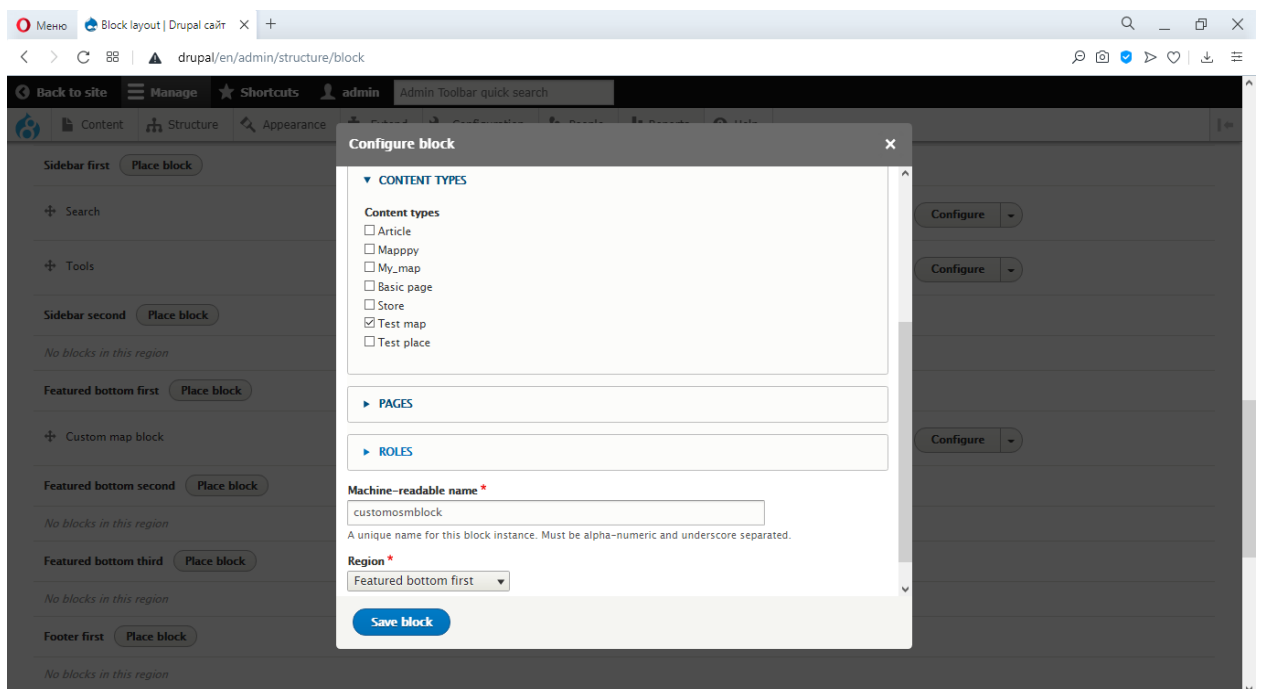 Меню
Block layout | Drupal сайт
drupal/en/admin/structure/block
Back to site
Manage
Shortcuts
admin
Admin Toolbar quick search
Content
Structure
Appearance
Extend
Configuration
People
Reports
Help
Configure block
Sidebar first
Place block
Search
Configure
Tools
Configure
Sidebar second
Place block
No blocks in this region
Featured bottom first
Place block
Custom map block
Configure
Featured bottom second
Place block
No blocks in this region
Featured bottom third
Place block
No blocks in this region
Footer first
Place block
No blocks in this region
CONTENT TYPES
Content types
Article
Mapppy
My_map
Basic page
Store
Test map
Test place
PAGES
ROLES
Machine-readable name *
customosmblock
A unique name for this block instance. Must be alpha-numeric and underscore separated.
Region *
Featured bottom first
Save block